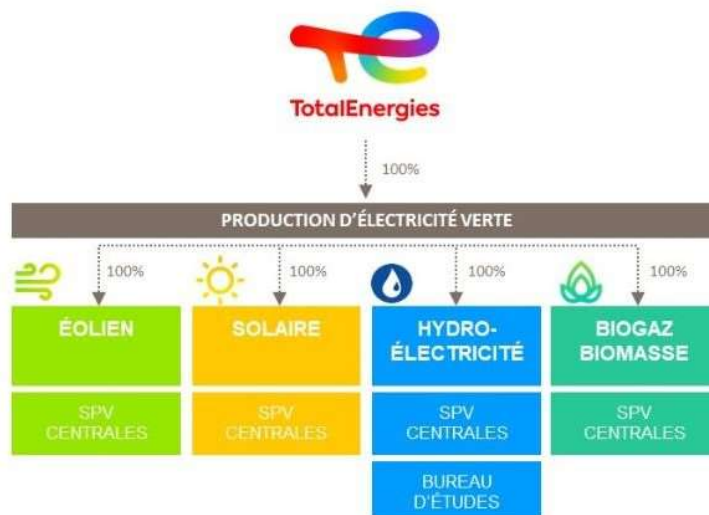 TotalEnergies
100%
PRODUCTION D'ÉLECTRICITÉ VERTE
100%
100%
100%
100%
ÉOLIEN
SOLAIRE
HYDRO-
ÉLECTRICITÉ
BIOGAZ
BIOMASSE
SPV
CENTRALES
SPV
CENTRALES
SPV
CENTRALES
SPV
CENTRALES
BUREAU
D'ÉTUDES